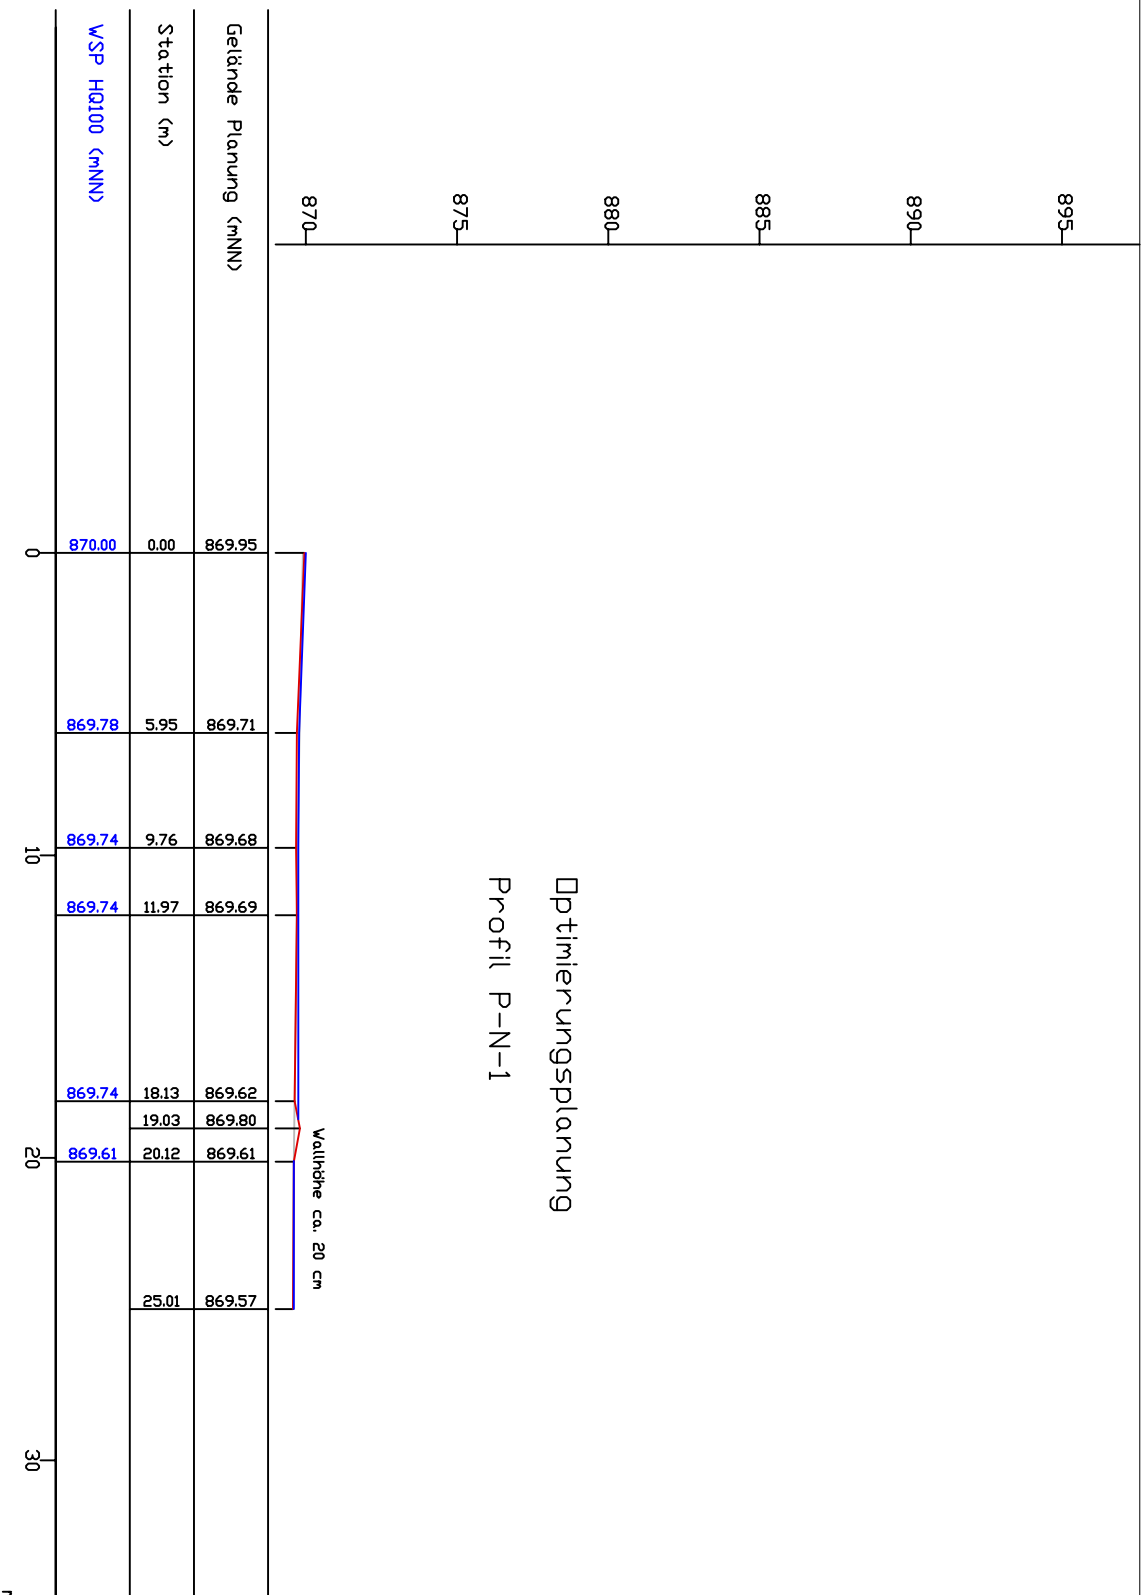 Optimierungsplanung
Profil P-N-1
895
890
885
880
875
870
Wallhöhe ca. 20 cm
Gelände Planung (mNN)
869.95 869.71 869.68 869.69 869.62 869.80 869.61 869.57
Station (m)
0.00 5.95 9.76 11.97 18.13 19.03 20.12 25.01
WSP HQ100 (mNN)
870.00 869.78 869.74 869.74 869.74 869.61
0 10 20 30